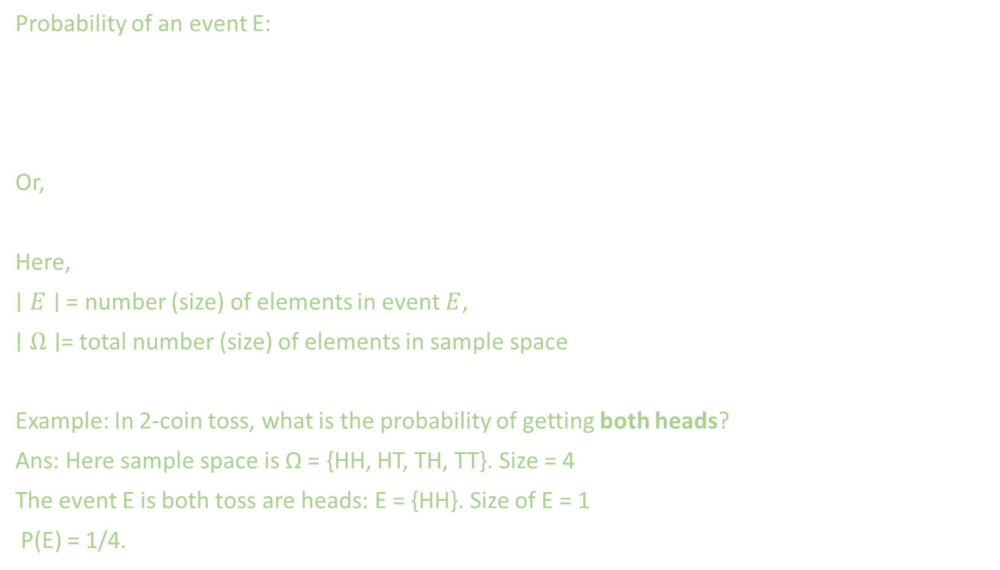 Probability of an event E:
Or,
Here,
| 𝐸 | = number (size) of elements in event 𝐸,
| Ω |= total number (size) of elements in sample space
Example: In 2-coin toss, what is the probability of getting both heads?
Ans: Here sample space is Ω = {HH, HT, TH, TT}. Size = 4
The event E is both toss are heads: E = {HH}. Size of E = 1
P(E) = 1/4.